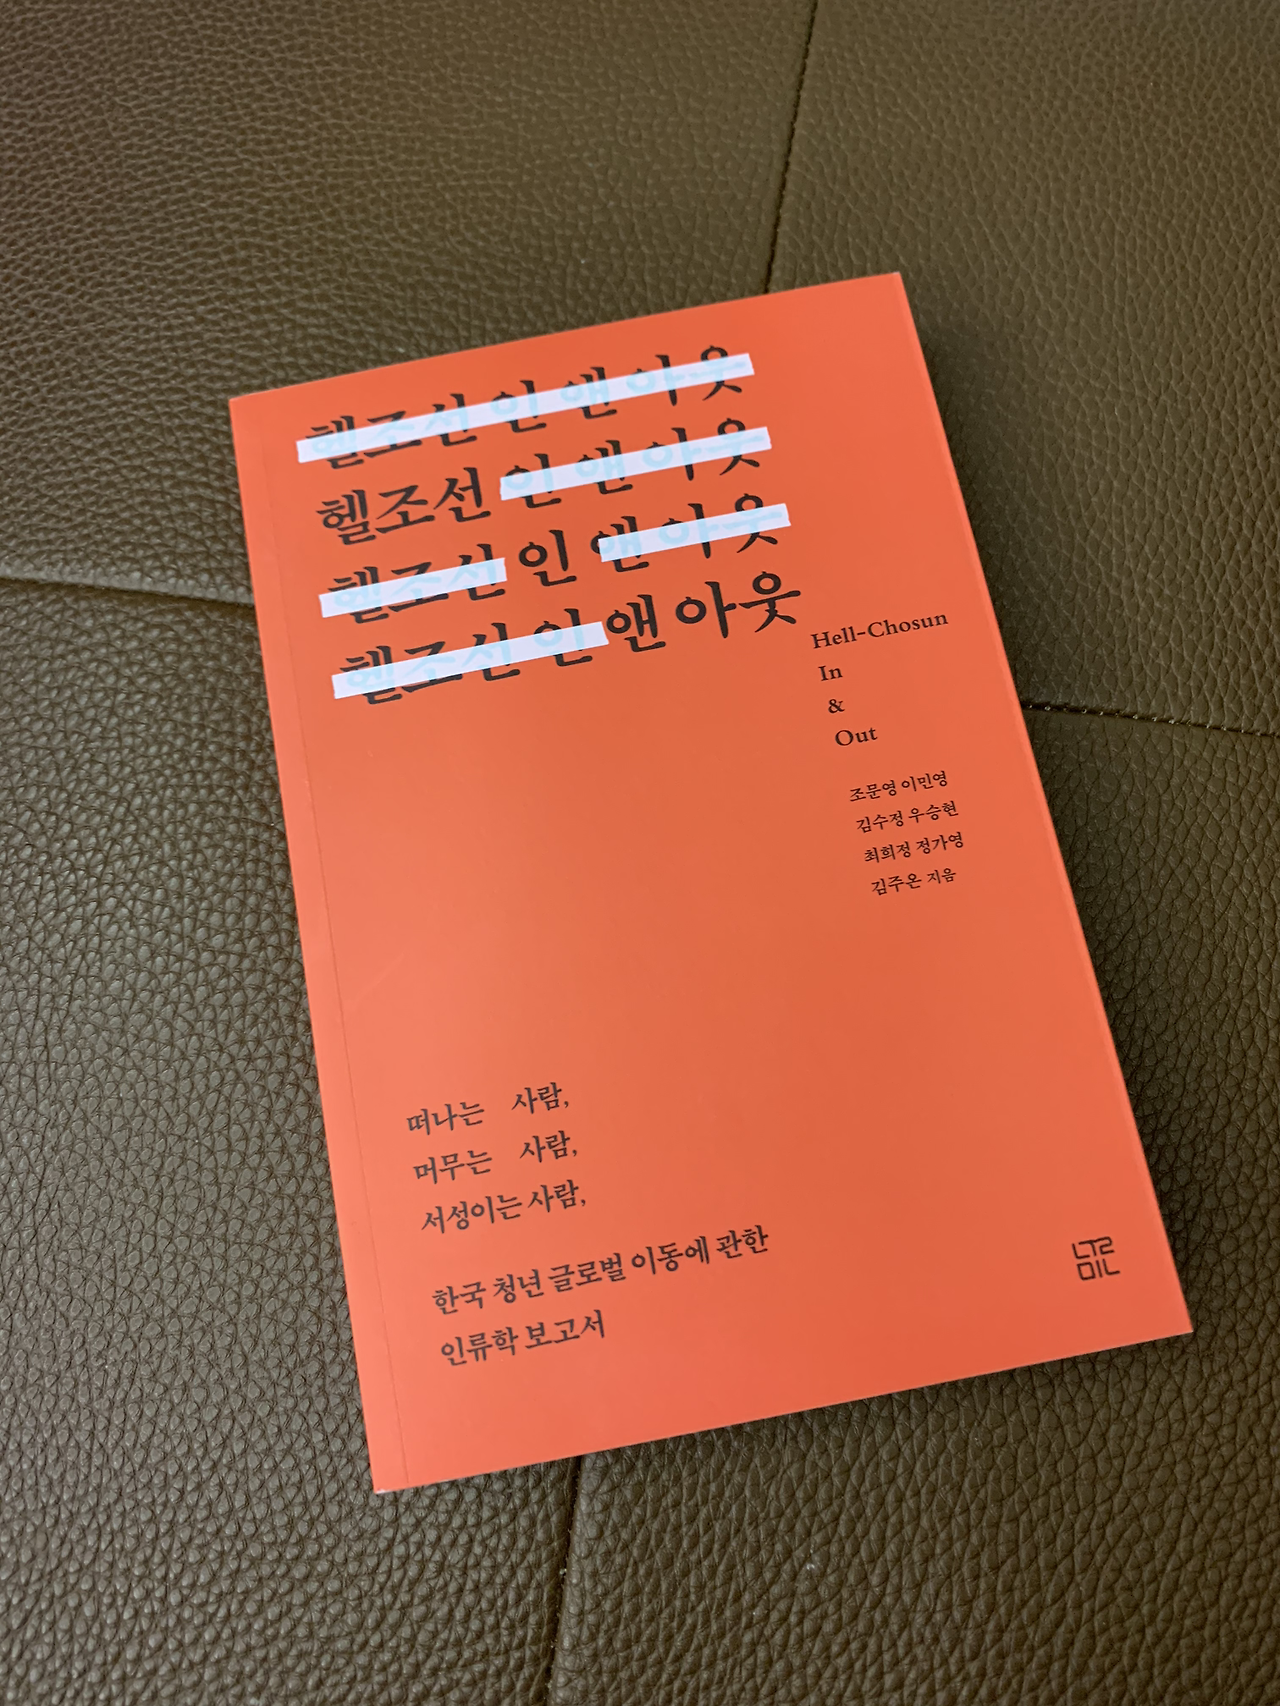 헬조선 인 앤 아웃
헬조선 인 앤 아웃
헬조선 인 앤 아웃
헬조선 인 앤 아웃
Hell-Chosun
In
&
Out
조문영 이민영
김수정 우승현
최희정 정가영
김주온 지음
떠나는 사람,
머무는 사람,
서성이는 사람,
한국 청년 글로벌 이동에 관한
인류학 보고서